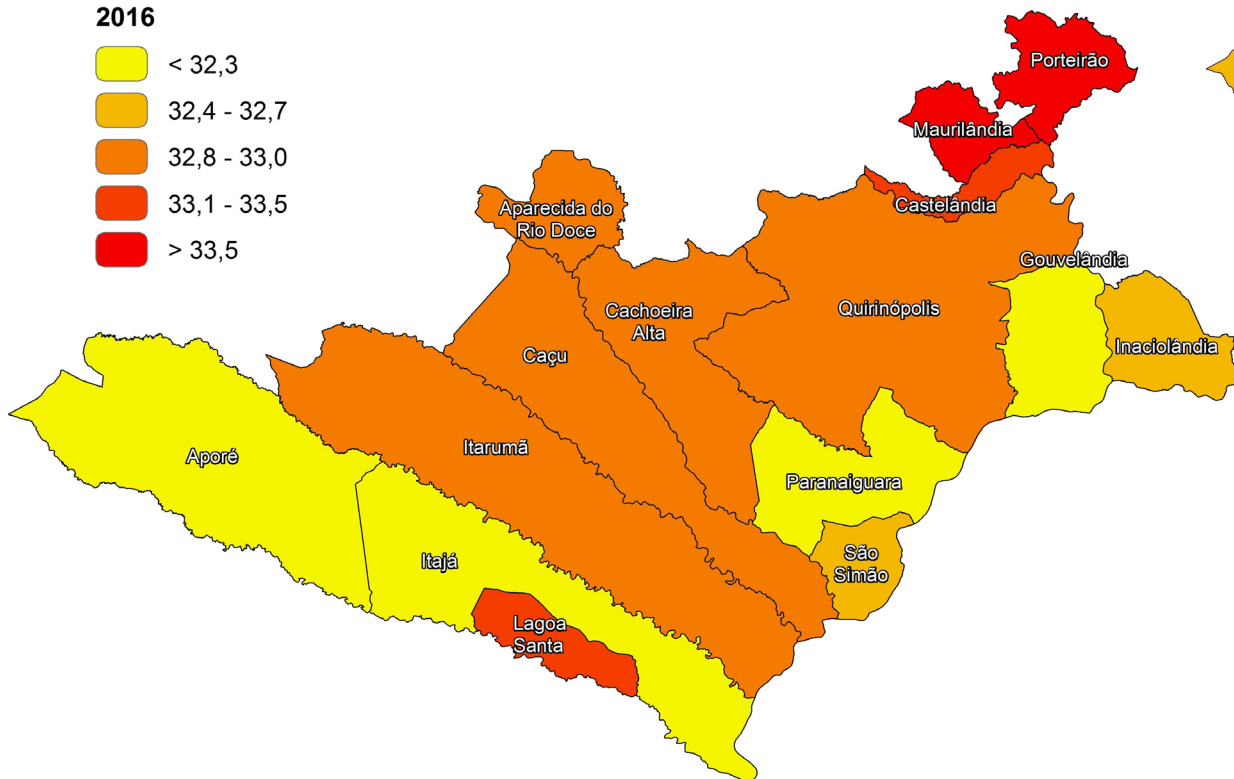 2016
< 32,3
32,4 - 32,7
32,8 - 33,0
33,1 - 33,5
> 33,5
Porteirão
Maurilândia
Castelândia
Aparecida do
Rio Doce
Gouvelândia
Cachoeira
Alta
Quirinópolis
Inaciolândia
Caçu
Itarumã
Aporé
Paranaiguara
Itajá
São
Simão
Lagoa
Santa